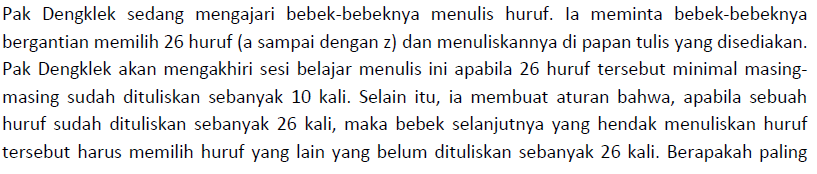 Pak Dengklek sedang mengajari bebek-bebeknya menulis huruf. Ia meminta bebek-bebeknya
bergantian memilih 26 huruf (a sampai dengan z) dan menuliskannya di papan tulis yang disediakan.
Pak Dengklek akan mengakhiri sesi belajar menulis ini apabila 26 huruf tersebut minimal masing-
masing sudah dituliskan sebanyak 10 kali. Selain itu, ia membuat aturan bahwa, apabila sebuah
huruf sudah dituliskan sebanyak 26 kali, maka bebek selanjutnya yang hendak menuliskan huruf
tersebut harus memilih huruf yang lain yang belum dituliskan sebanyak 26 kali. Berapakah paling